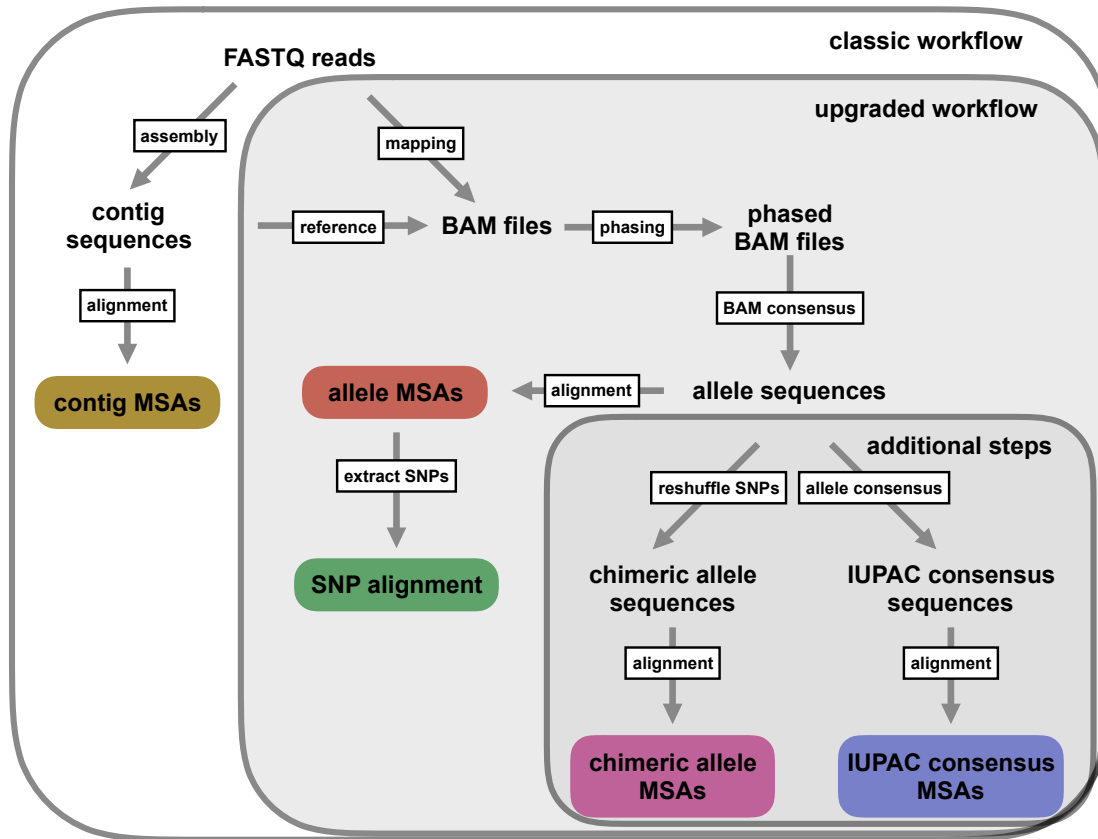 classic workflow
FASTQ reads
upgraded workflow
assembly
mapping
contig
sequences
reference
BAM files
phasing
phased
BAM files
alignment
BAM consensus
contig MSAs
allele MSAs
alignment
allele sequences
additional steps
extract SNPs
reshuffle SNPs
allele consensus
SNP alignment
chimeric allele
sequences
IUPAC consensus
sequences
alignment
alignment
chimeric allele
MSAs
IUPAC consensus
MSAs